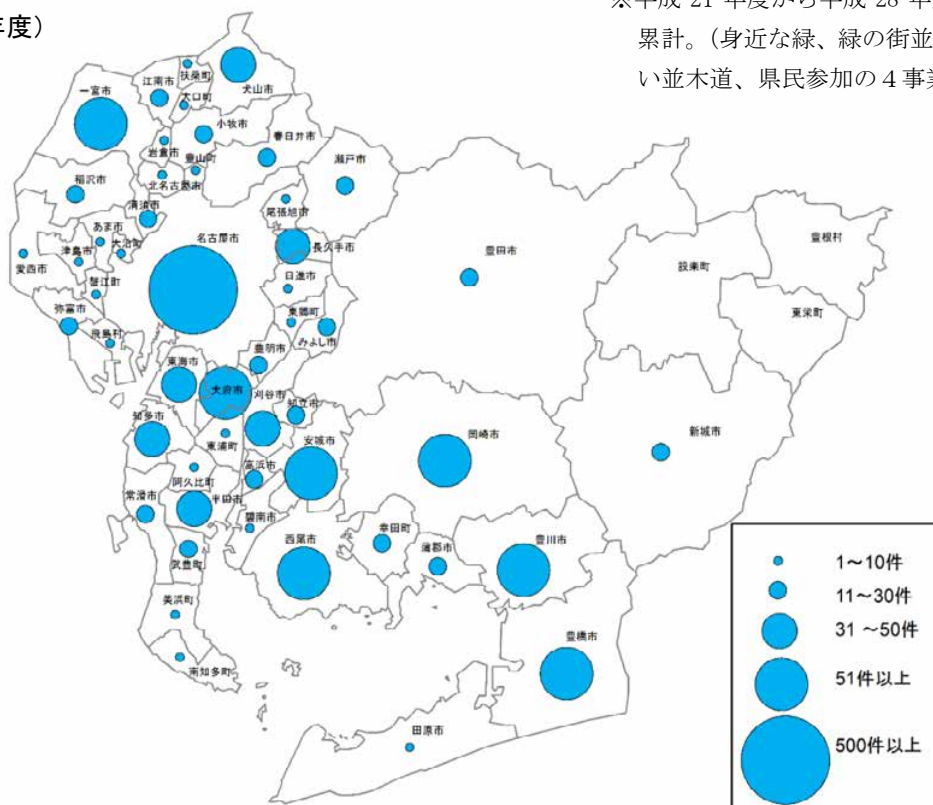 年度）
※平成 21 年度から平成 28 年
累計。（身近な緑、緑の街並
い並木道、県民参加の４事業
扶桑町
江南市
犬山市
大口町
一宮市
小牧市
春日井市
岩倉市
豊山町
瀬戸市
北名古屋市
稲沢市
清須市
尾張旭市
あま市
名古屋市
長久手市
津島市
大治町
愛西市
日進市
豊田市
豊根村
設楽町
蟹江町
弥富市
東郷町
東栄町
飛島村
みよし市
豊明市
東海市
大府市
刈谷市
知立市
知多市
東浦町
安城市
岡崎市
新城市
高浜市
阿久比町
常滑市
半田市
碧南市
西尾市
幸田町
蒲郡市
豊川市
武豊町
美浜町
豊橋市
南知多町
田原市
1～10件
11～30件
31 ～50件
51件以上
500件以上